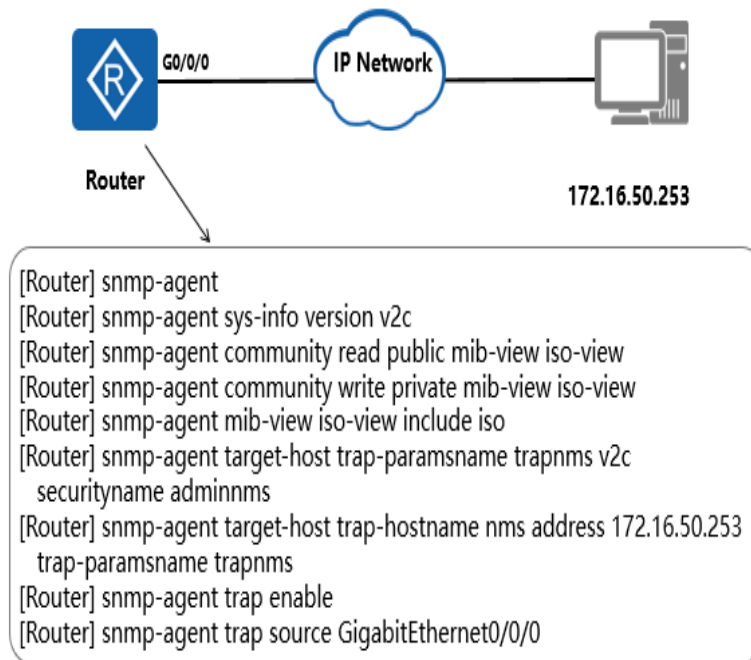 R
G0/0/0
IP Network
Router
172.16.50.253
[Router] snmp-agent
[Router] snmp-agent sys-info version v2c
[Router] snmp-agent community read public mib-view iso-view
[Router] snmp-agent community write private mib-view iso-view
[Router] snmp-agent mib-view iso-view include iso
[Router] snmp-agent target-host trap-paramsname trapnms v2c
securityname adminnms
[Router] snmp-agent target-host trap-hostname nms address 172.16.50.253
trap-paramsname trapnms
[Router] snmp-agent trap enable
[Router] snmp-agent trap source GigabitEthernet0/0/0